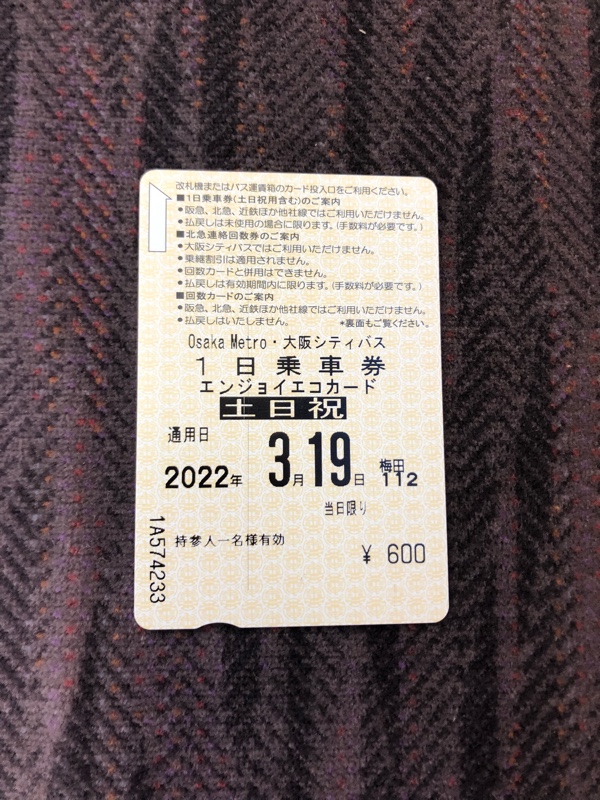 改札機またはバス運賃箱のカード投入口をご利用ください。
■1日乗車券(土日祝用含む)のご案内
●阪急、北急、近鉄ほか他社線ではご利用いただけません。
●払戻しは未使用の場合に限ります。(手数料が必要です。)
■北急連絡回数券のご案内
●大阪シティバスではご利用いただけません。
●乗継割引は適用されません。
●回数カードと併用はできません。
●払戻しは有効期間内に限ります。(手数料が必要です。)
■回数カードのご案内
●阪急、北急、近鉄ほか他社線ではご利用いただけません。
●払戻しはいたしません。 *裏面もご覧ください。
Osaka Metro・大阪シティバス
1日乗車券
エンジョイエコカード
土日祝
通用日
2022年 3月19日 梅田 112
当日限り
持参人一名様有効
¥ 600
1A574233